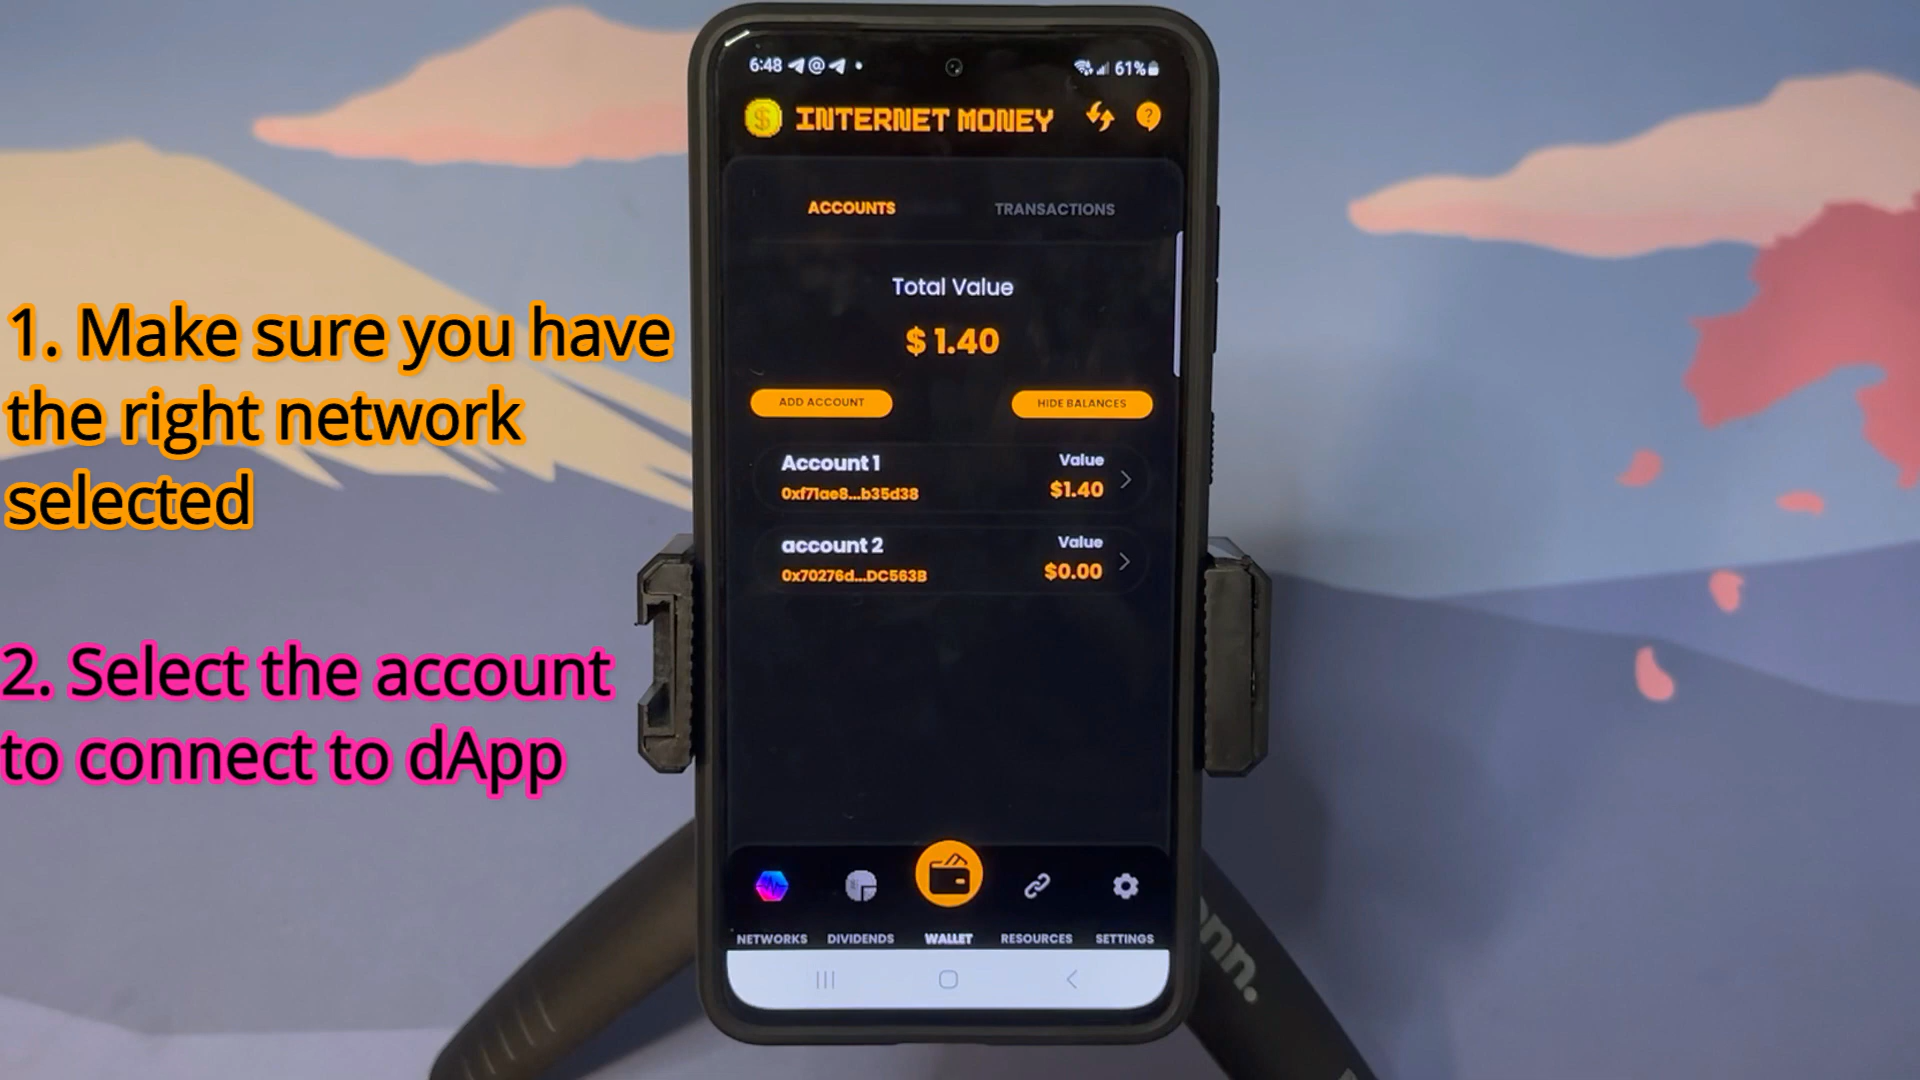 6:48
61%
INTERNET MONEY
ACCOUNTS
TRANSACTIONS
Total Value
$ 1.40
ADD ACCOUNT
HIDE BALANCES
Account 1
Value
0xf71ae8...b35d38
$1.40
account 2
Value
0x70276d...DC563B
$0.00
NETWORKS
DIVIDENDS
WALLET
RESOURCES
SETTINGS
1. Make sure you have
the right network
selected
2. Select the account
to connect to dApp